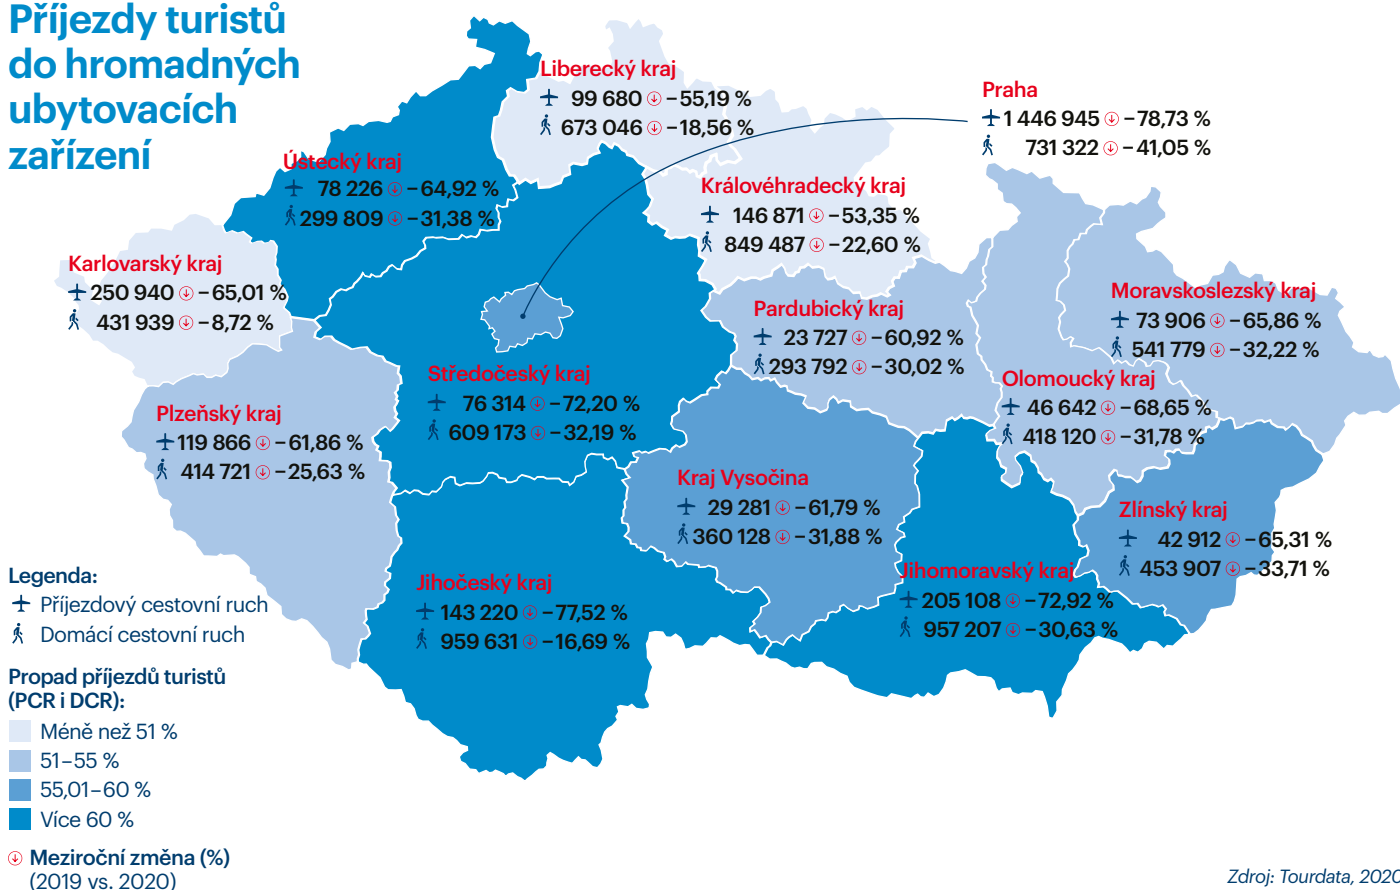 Příjezdy turistů
do hromadných
ubytovacích
zařízení
Liberecký kraj
99 680 −55,19 %
673 046 −18,56 %
Praha
1 446 945 −78,73 %
731 322 −41,05 %
Ústecký kraj
78 226 −64,92 %
299 809 −31,38 %
Královéhradecký kraj
146 871 −53,35 %
849 487 −22,60 %
Karlovarský kraj
250 940 −65,01 %
431 939 −8,72 %
Pardubický kraj
23 727 −60,92 %
293 792 −30,02 %
Moravskoslezský kraj
73 906 −65,86 %
541 779 −32,22 %
Středočeský kraj
76 314 −72,20 %
609 173 −32,19 %
Olomoucký kraj
46 642 −68,65 %
418 120 −31,78 %
Plzeňský kraj
119 866 −61,86 %
414 721 −25,63 %
Kraj Vysočina
29 281 −61,79 %
360 128 −31,88 %
Zlínský kraj
42 912 −65,31 %
453 907 −33,71 %
Jihočeský kraj
143 220 −77,52 %
959 631 −16,69 %
Jihomoravský kraj
205 108 −72,92 %
957 207 −30,63 %
Legenda:
Příjezdový cestovní ruch
Domácí cestovní ruch
Propad příjezdů turistů
(PCR i DCR):
Méně než 51 %
51–55 %
55,01–60 %
Více 60 %
Meziroční změna (%)
(2019 vs. 2020)
Zdroj: Tourdata, 2020